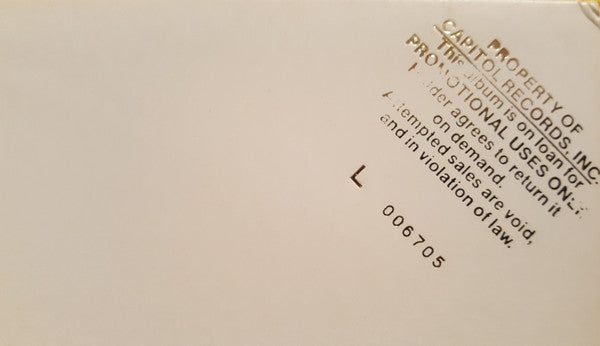 PROPERTY OF
CAPITOL RECORDS, INC.
This album is on loan for
PROMOTIONAL USES ONLY.
Holder agrees to return it
on demand.
Attempted sales are void,
and in violation of law.
L 006705